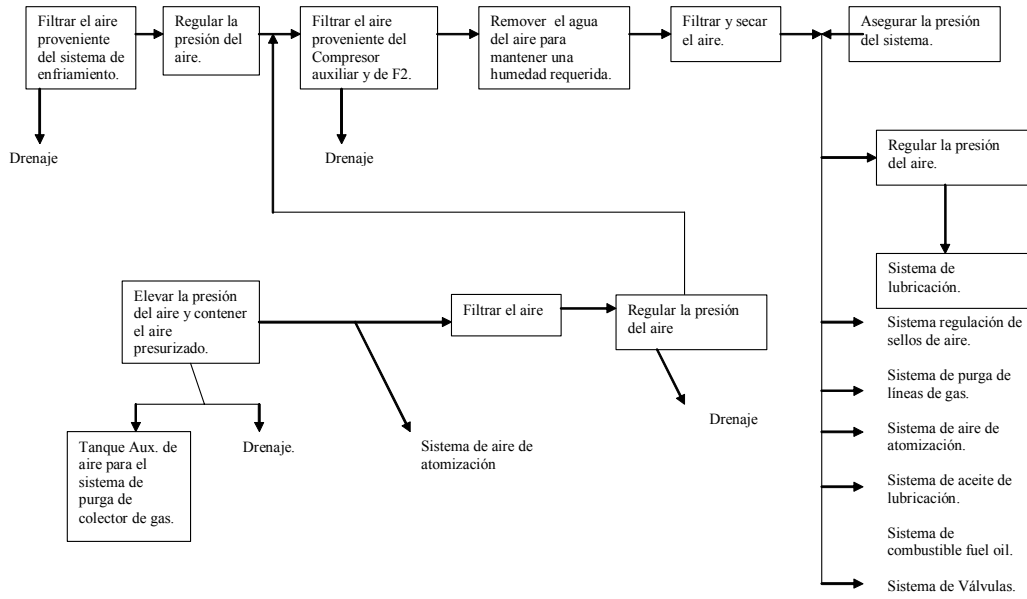 Filtrar el aire
proveniente
del sistema de
enfriamiento.
Regular la
presión del
aire.
Filtrar el aire
proveniente del
Compresor
auxiliar y de F2.
Remover el agua
del aire para
mantener una
humedad requerida.
Filtrar y secar
el aire.
Asegurar la presión
del sistema.
Drenaje
Drenaje
Regular la presión
del aire.
Sistema de
lubricación.
Elevar la presión
del aire y contener
el aire
presurizado.
Filtrar el aire
Regular la presión
del aire
Sistema regulación de
sellos de aire.
Sistema de purga de
líneas de gas.
Drenaje
Tanque Aux. de
aire para el
sistema de
purga de
colector de gas.
Drenaje.
Sistema de aire de
atomización
Sistema de aire de
atomización.
Sistema de aceite de
lubricación.
Sistema de
combustible fuel oil.
Sistema de Válvulas.